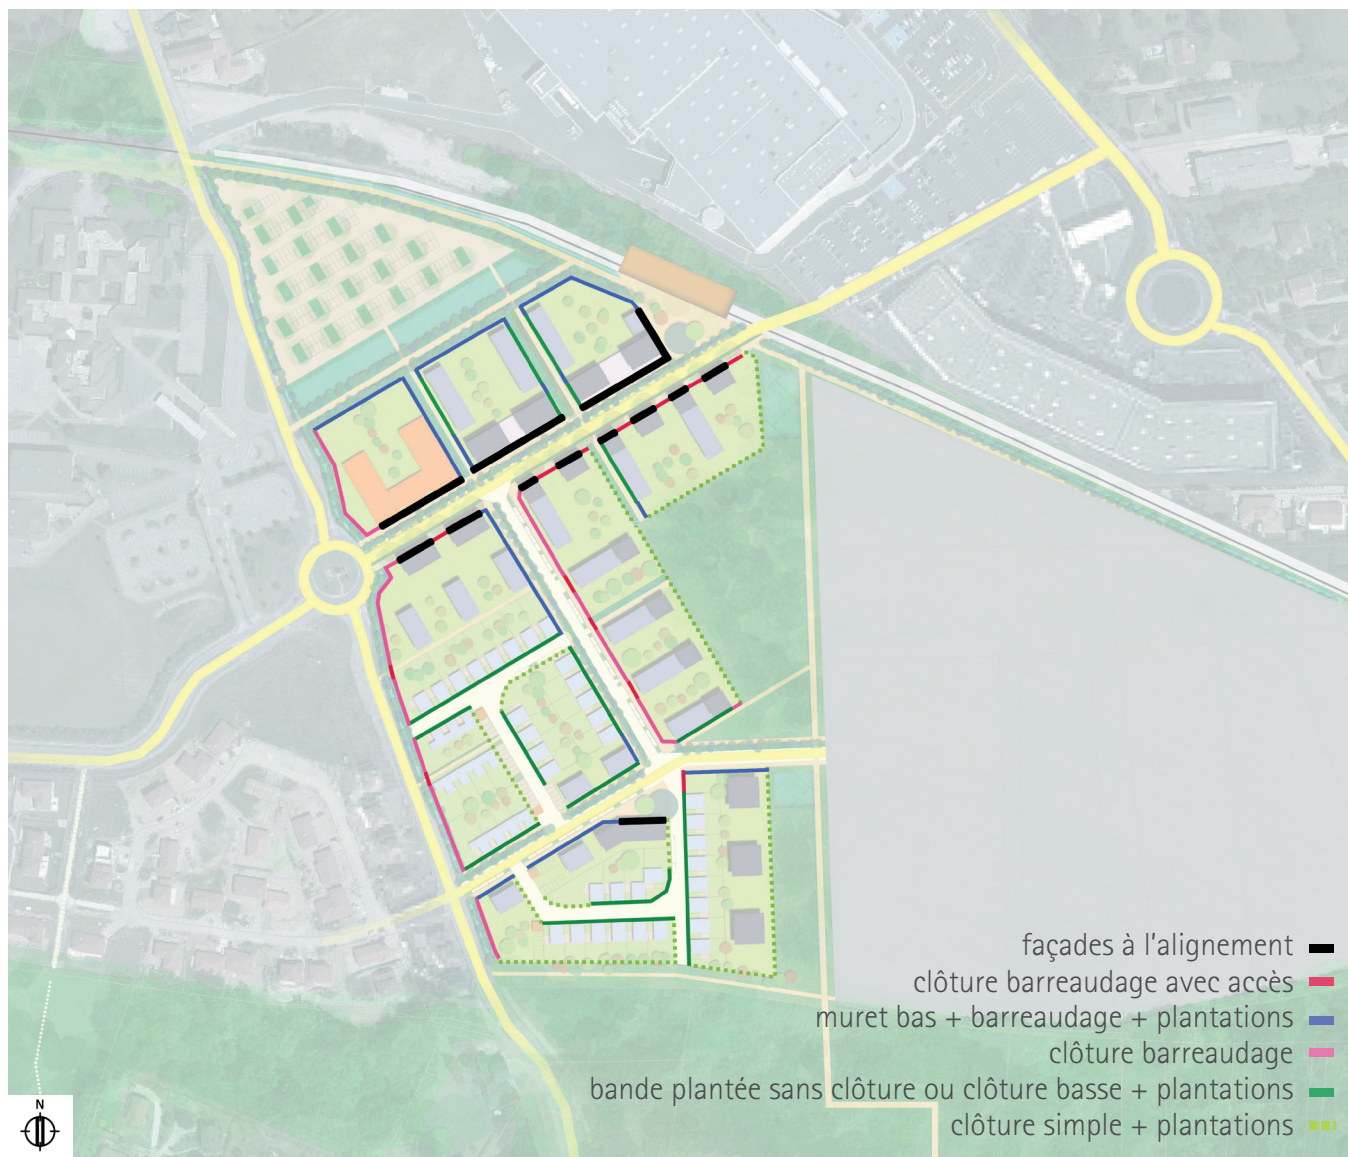 façades à l'alignement
clôture barreaudage avec accès
muret bas + barreaudage + plantations
clôture barreaudage
bande plantée sans clôture ou clôture basse + plantations
clôture simple + plantations
N